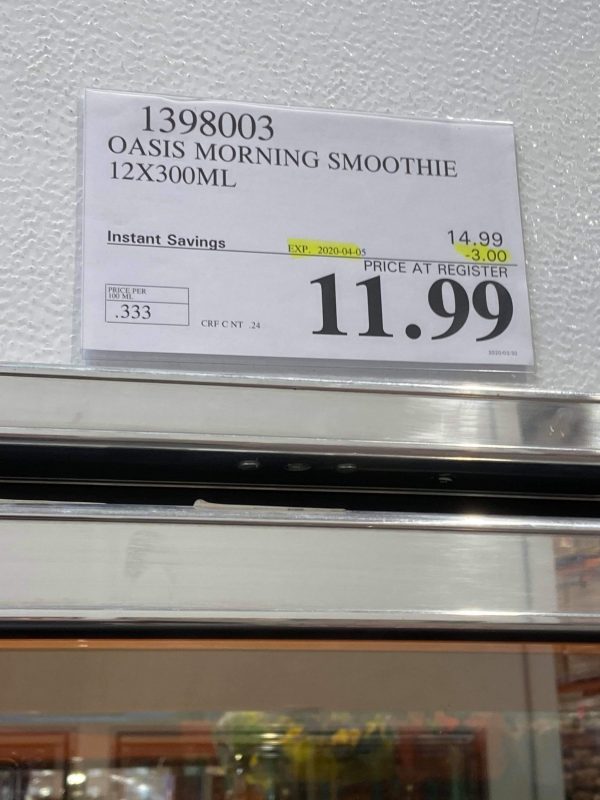 1398003
OASIS MORNING SMOOTHIE
12X300ML
14.99
Instant Savings EXP. 2020-04-05 -3.00
PRICE AT REGISTER
11.99
PRICE PER
100 ML
.333
CRF C NT .24